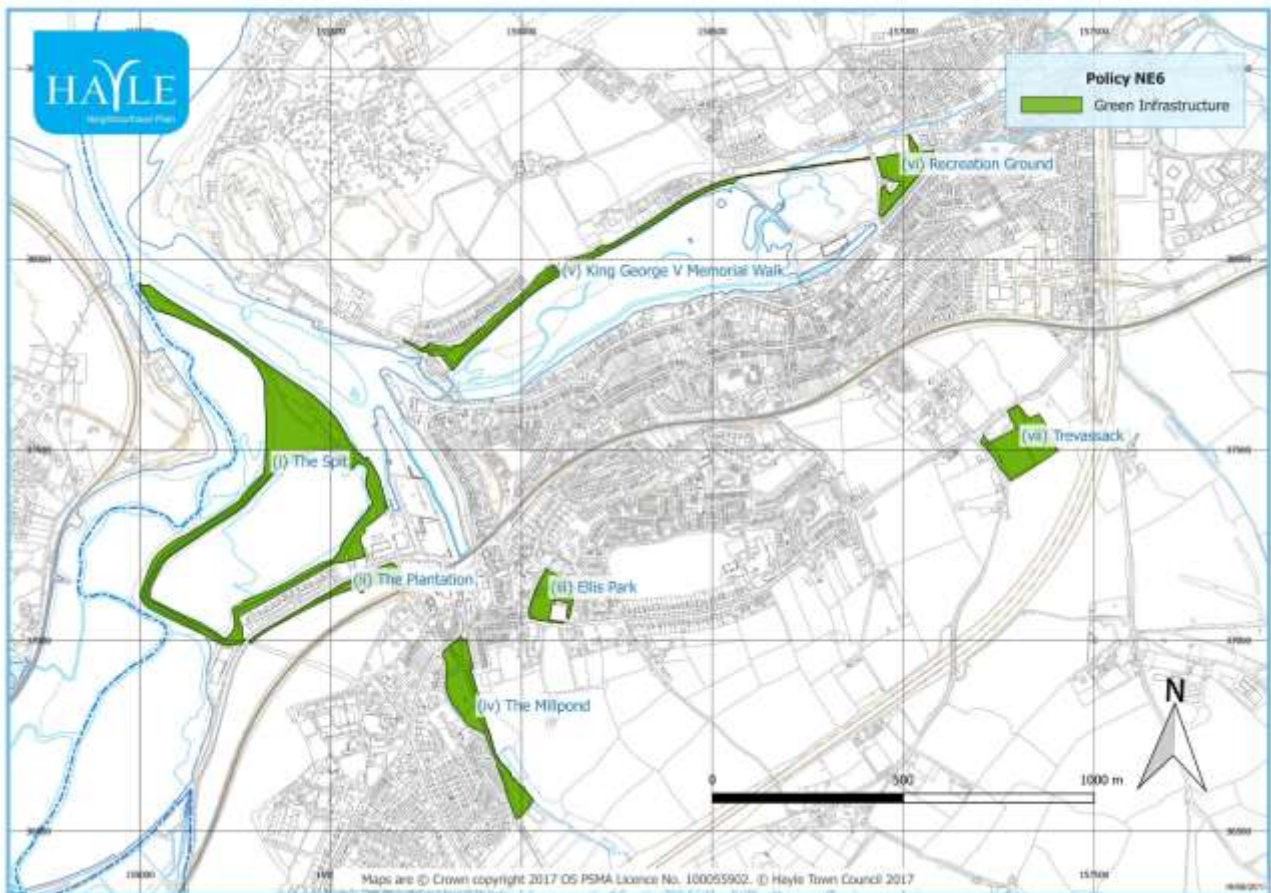 HAYLE
Neighbourhood Plan
Policy NE6
Green Infrastructure
(vi) Recreation Ground
(v) King George V Memorial Walk
(vii) Trevassack
(i) The Spit
(ii) The Plantation
(iii) Ellis Park
(iv) The Millpond
N
0 500 1000 m
Maps are © Crown copyright 2017 OS PSMA Licence No. 100055902. © Hayle Town Council 2017